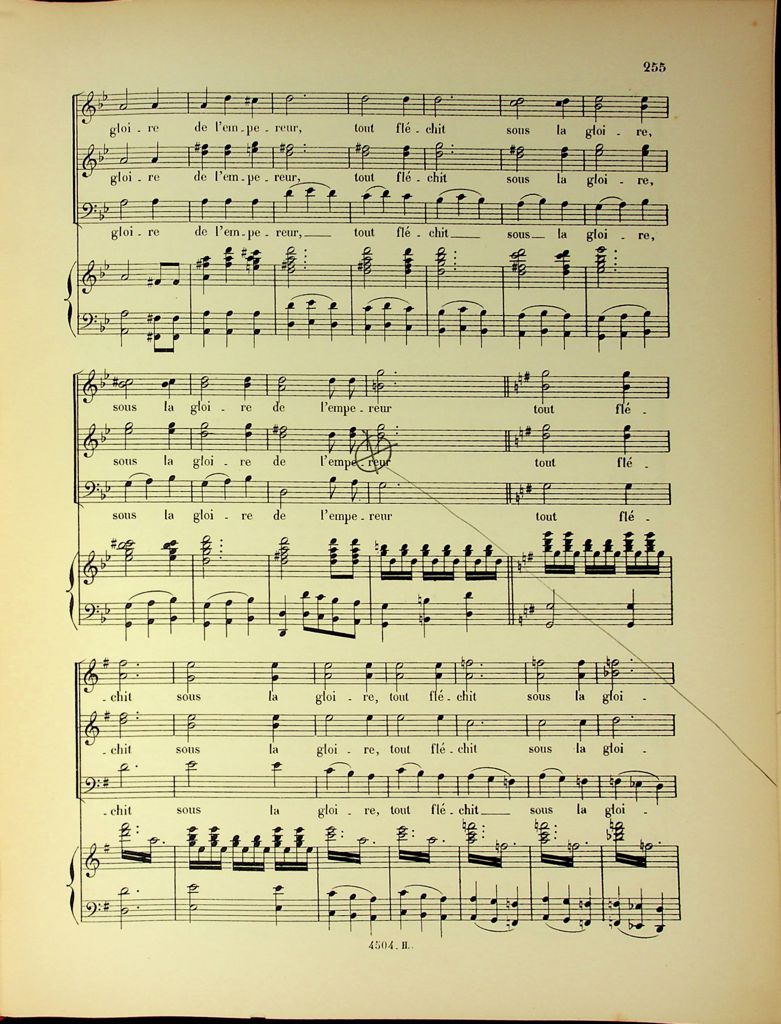 255
gloi - re de l'em - pe - reur, tout flé - chit sous la gloi - re,
gloi - re de l'em - pe - reur, tout flé - chit sous la gloi - re,
gloi - re de l'em - pe - reur, tout flé - chit sous la gloi - re,
sous la gloi - re de l'empe - reur tout flé -
sous la gloi - re de l'empe - reur tout flé -
sous la gloi - re de l'empe - reur tout flé -
- chit sous la gloi - re, tout flé - chit sous la gloi -
- chit sous la gloi - re, tout flé - chit sous la gloi -
- chit sous la gloi - re, tout flé - chit sous la gloi -
4504. H.